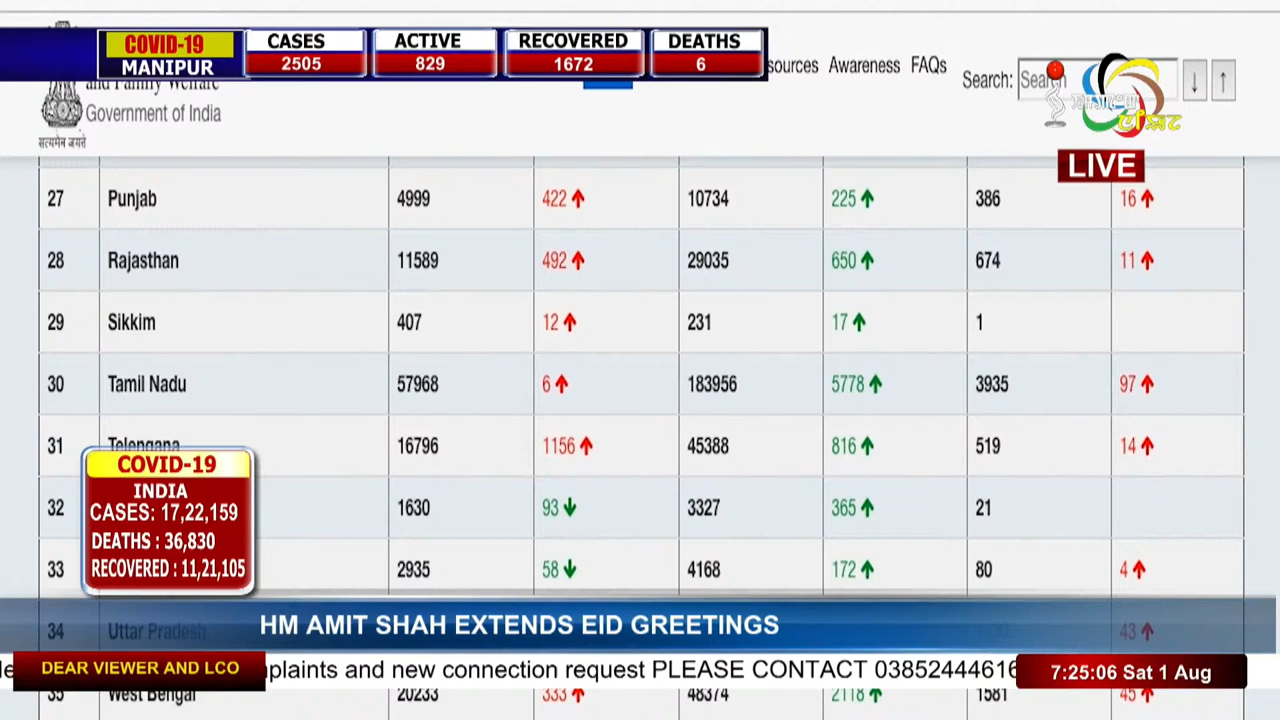 COVID-19
MANIPUR
CASES
2505
ACTIVE
829
RECOVERED
1672
DEATHS
6
sources Awareness FAQs
Search: Search ↓ ↑
and Family Welfare
Government of India
सत्यमेव जयते
LIVE
27 Punjab 4999 422 ↑ 10734 225 ↑ 386 16 ↑
28 Rajasthan 11589 492 ↑ 29035 650 ↑ 674 11 ↑
29 Sikkim 407 12 ↑ 231 17 ↑ 1
30 Tamil Nadu 57968 6 ↑ 183956 5778 ↑ 3935 97 ↑
31 Telengana 16796 1156 ↑ 45388 816 ↑ 519 14 ↑
32 1630 93 ↓ 3327 365 ↑ 21
33 2935 58 ↓ 4168 172 ↑ 80 4 ↑
34 Uttar Pradesh 43 ↑
35 West Bengal 20233 333 ↑ 48374 2118 ↑ 1581 45 ↑
COVID-19
INDIA
CASES: 17,22,159
DEATHS : 36,830
RECOVERED : 11,21,105
HM AMIT SHAH EXTENDS EID GREETINGS
DEAR VIEWER AND LCO
mplaints and new connection request PLEASE CONTACT 03852444616
7:25:06 Sat 1 Aug